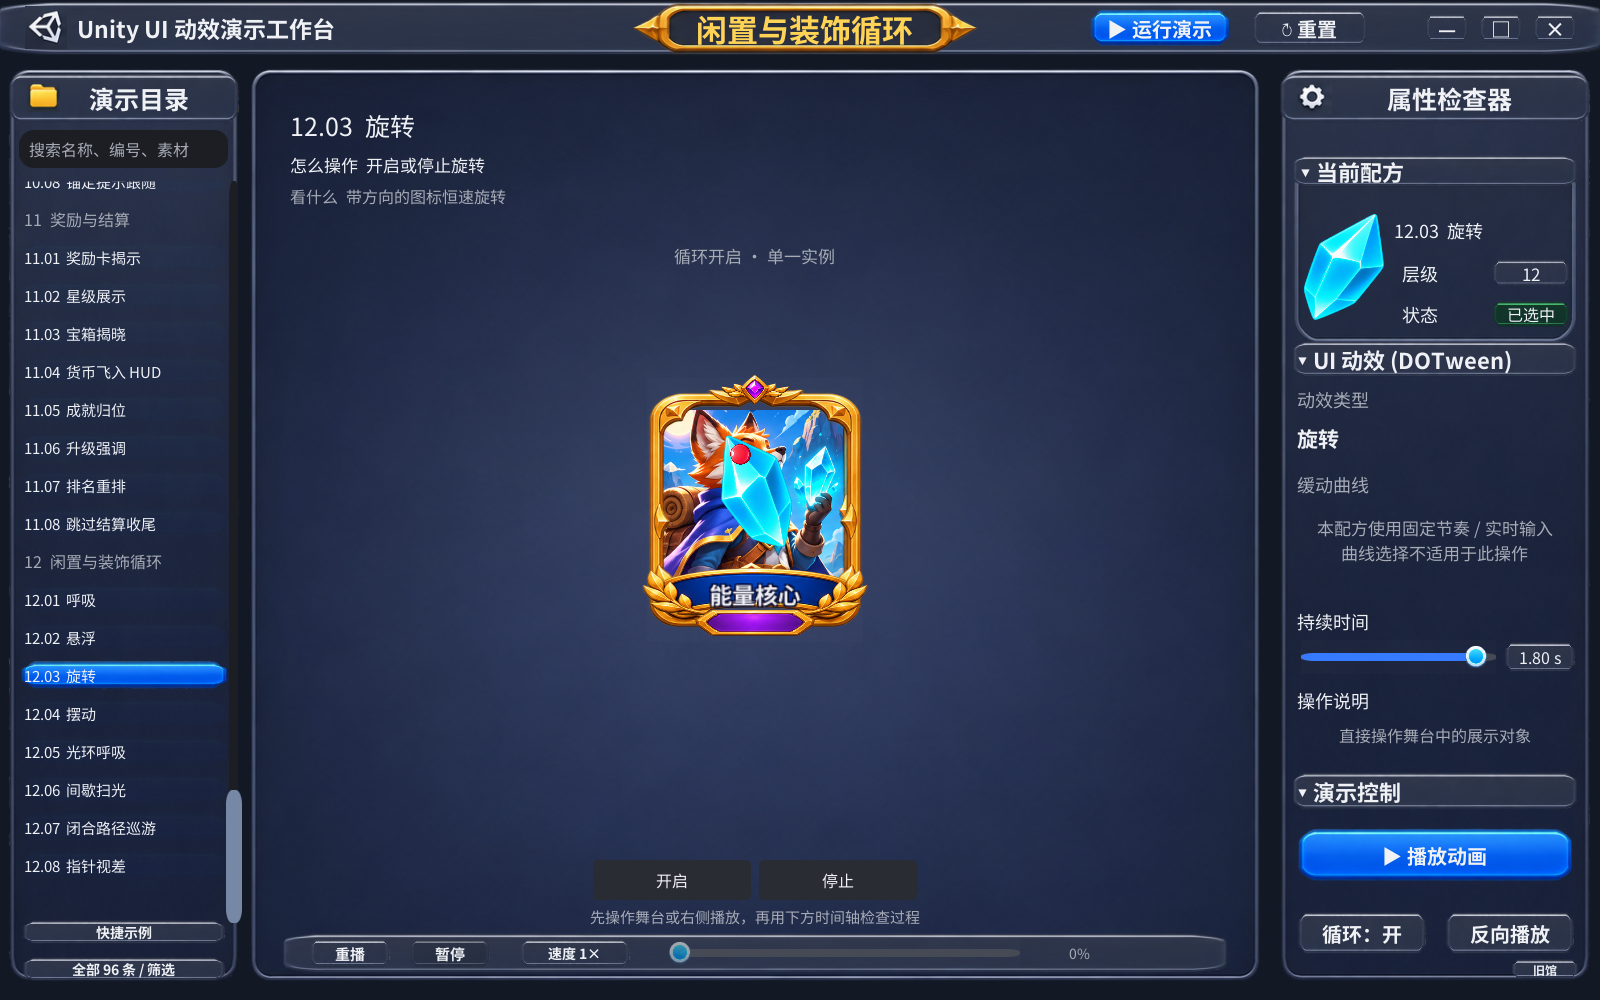 Unity UI 动效演示工作台
闲置与装饰循环
▶ 运行演示
重置
演示目录
搜索名称、编号、素材
10.08 锚定提示跟随
11 奖励与结算
11.01 奖励卡揭示
11.02 星级展示
11.03 宝箱揭晓
11.04 货币飞入 HUD
11.05 成就归位
11.06 升级强调
11.07 排名重排
11.08 跳过结算收尾
12 闲置与装饰循环
12.01 呼吸
12.02 悬浮
12.03 旋转
12.04 摆动
12.05 光环呼吸
12.06 间歇扫光
12.07 闭合路径巡游
12.08 指针视差
快捷示例
全部 96 条 / 筛选
12.03 旋转
怎么操作 开启或停止旋转
看什么 带方向的图标恒速旋转
循环开启 • 单一实例
能量核心
开启
停止
先操作舞台或右侧播放，再用下方时间轴检查过程
重播
暂停
速度 1×
0%
属性检查器
▼ 当前配方
12.03 旋转
层级
12
状态
已选中
▼ UI 动效 (DOTween)
动效类型
旋转
缓动曲线
本配方使用固定节奏 / 实时输入
曲线选择不适用于此操作
持续时间
1.80 s
操作说明
直接操作舞台中的展示对象
▼ 演示控制
▶ 播放动画
循环：开
反向播放
旧馆